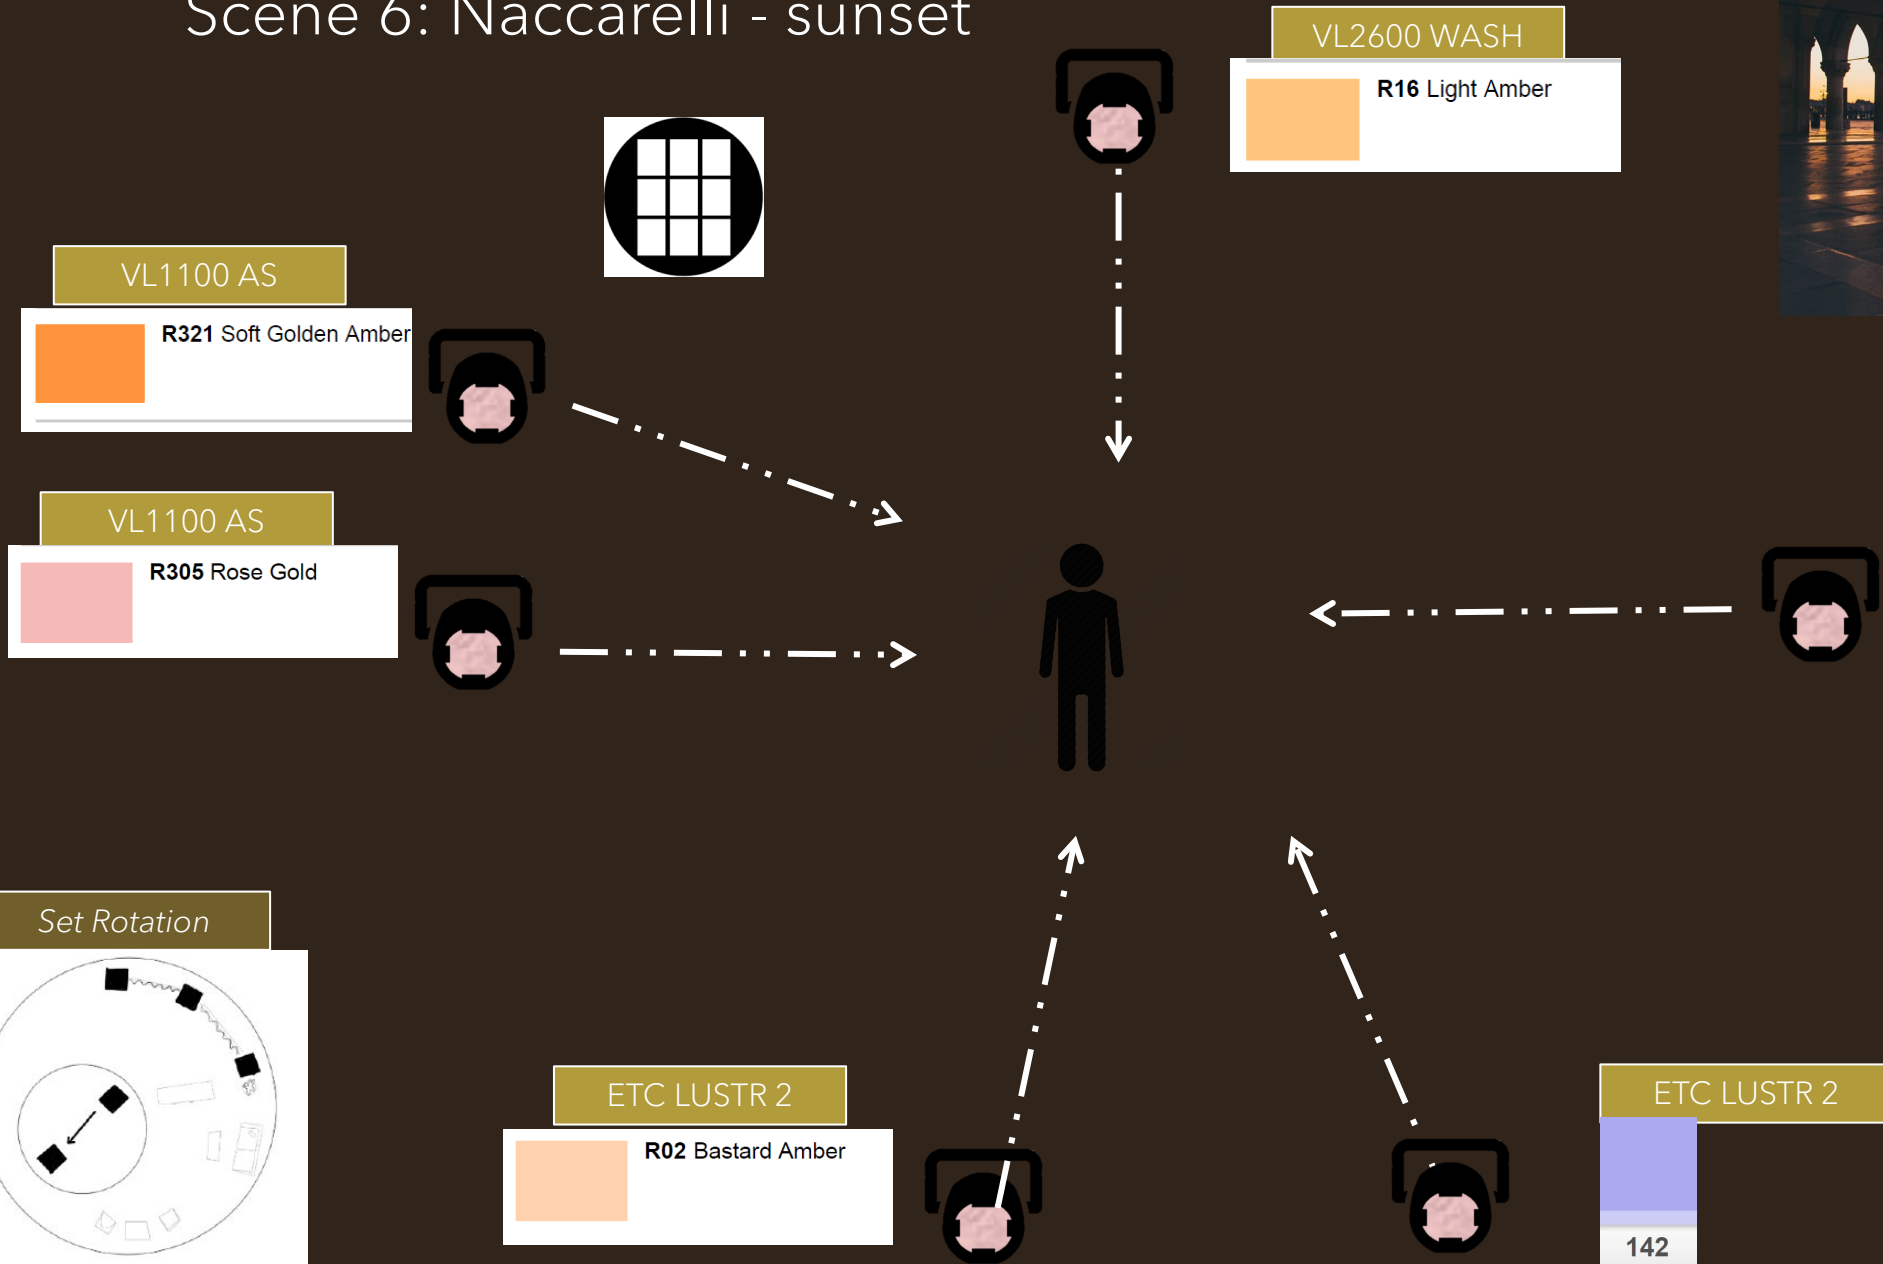 Scene 6: Naccarelli - sunset
VL2600 WASH
R16 Light Amber
VL1100 AS
R321 Soft Golden Amber
VL1100 AS
R305 Rose Gold
Set Rotation
ETC LUSTR 2
R02 Bastard Amber
ETC LUSTR 2
142